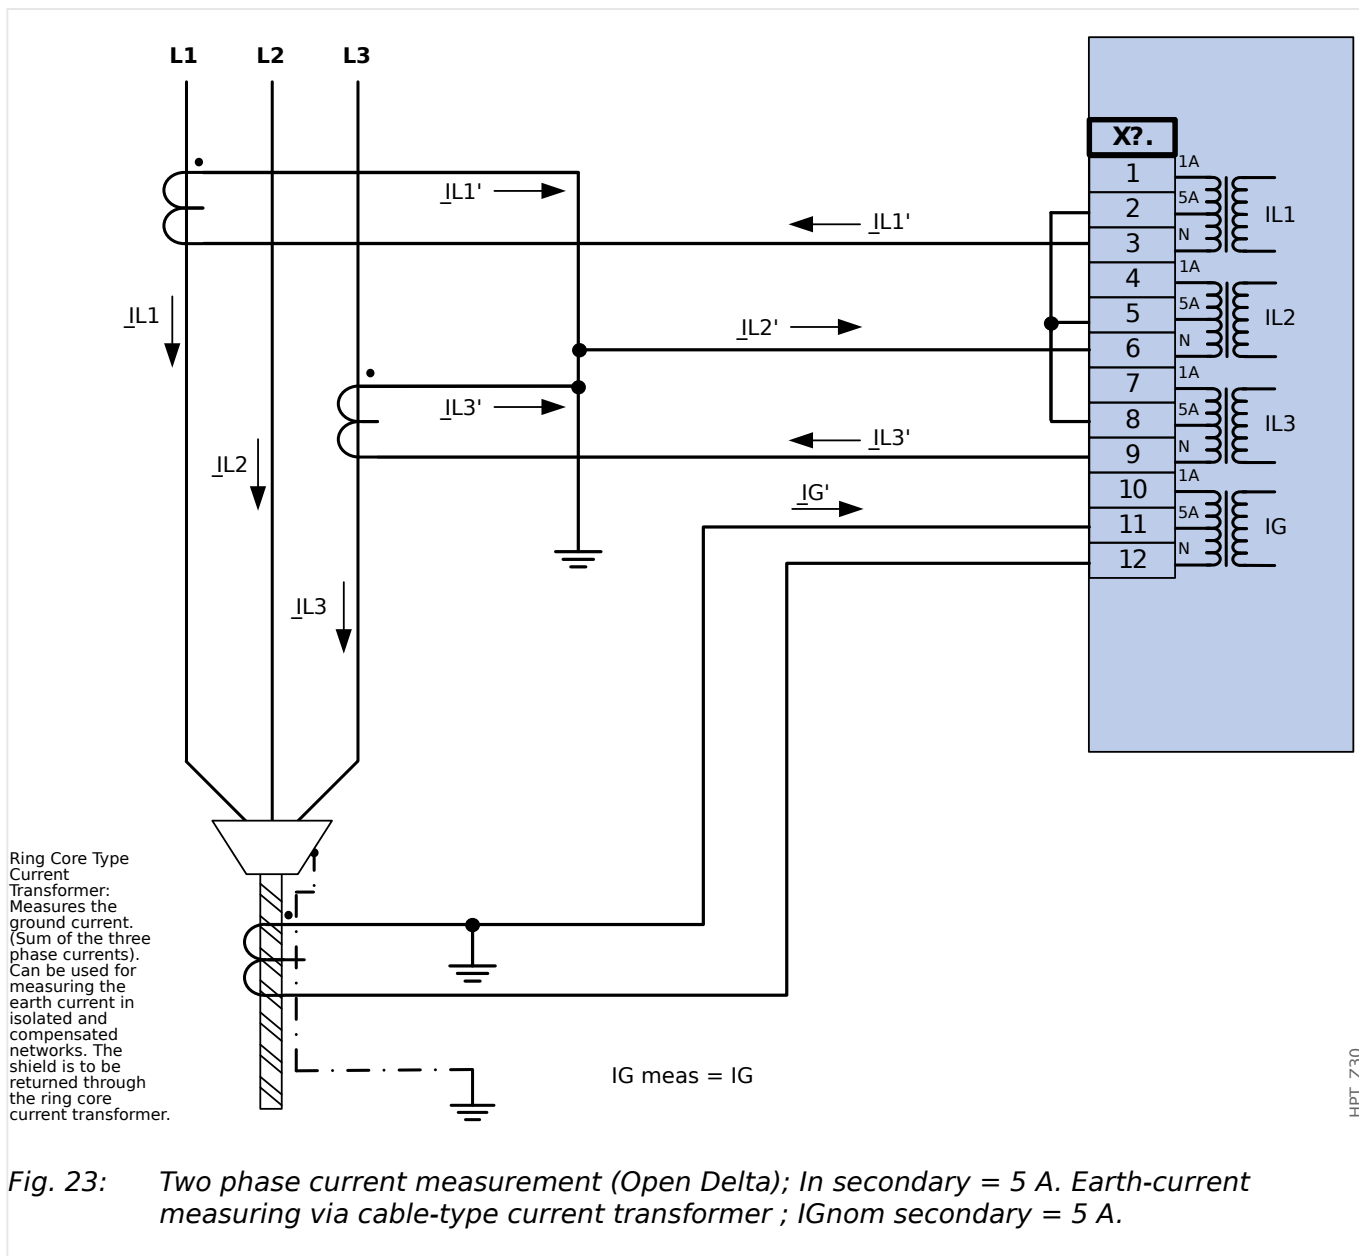 L1 L2 L3
X?.
1 1A
2 5A
3 N
IL1
4 1A
5 5A
6 N
IL2
7 1A
8 5A
9 N
IL3
10 1A
11 5A
12 N
IG
IL1'
IL1'
IL1
IL2'
IL3'
IL3'
IL2
IG'
IL3
Ring Core Type
Current
Transformer:
Measures the
ground current.
(Sum of the three
phase currents).
Can be used for
measuring the
earth current in
isolated and
compensated
networks. The
shield is to be
returned through
the ring core
current transformer.
IG meas = IG
HPT_Z30
Fig. 23: Two phase current measurement (Open Delta); In secondary = 5 A. Earth-current
measuring via cable-type current transformer ; IGnom secondary = 5 A.